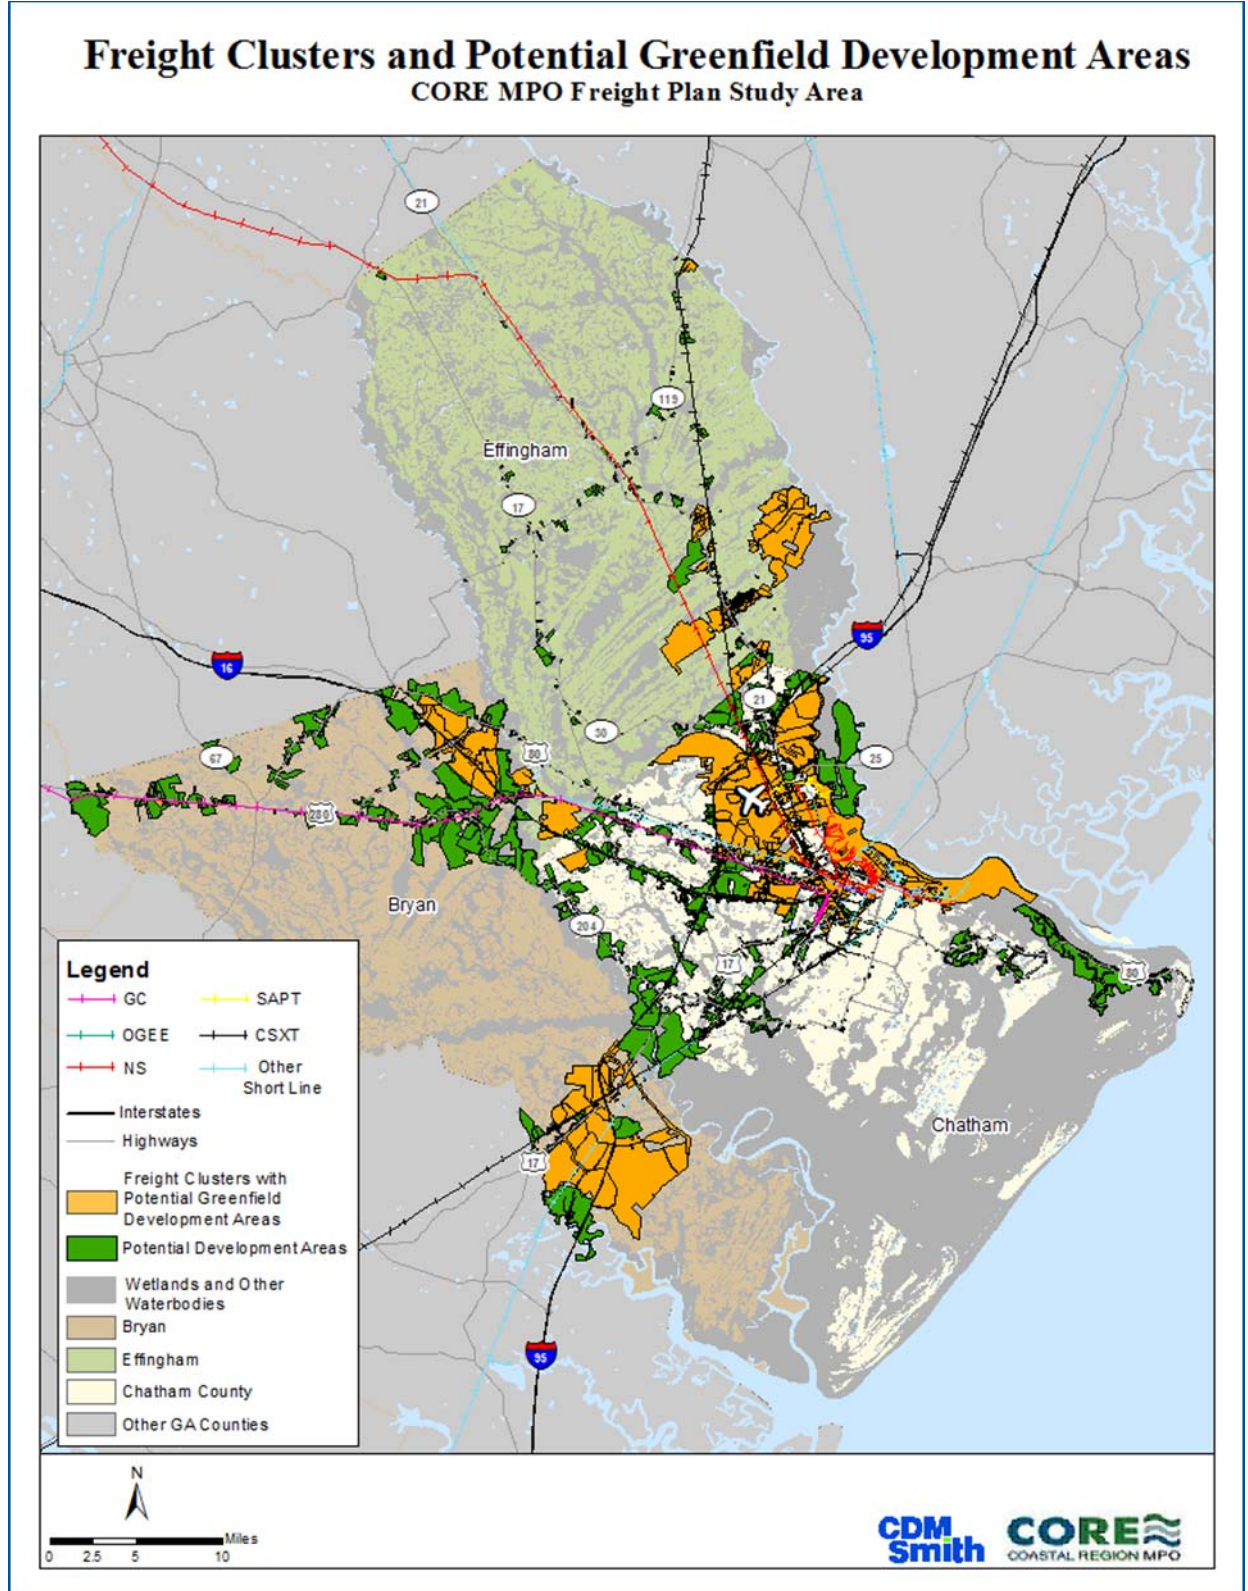 Freight Clusters and Potential Greenfield Development Areas
CORE MPO Freight Plan Study Area
21
119
Effingham
17
95
16
21
30
80
67
25
280
Bryan
204
17
80
Chatham
17
95
Legend
GC
SAPT
OGEE
CSXT
NS
Other
Short Line
Interstates
Highways
Freight Clusters with
Potential Greenfield
Development Areas
Potential Development Areas
Wetlands and Other
Waterbodies
Bryan
Effingham
Chatham County
Other GA Counties
N
Miles
0 2.5 5 10
CDM
Smith
CORE
COASTAL REGION MPO